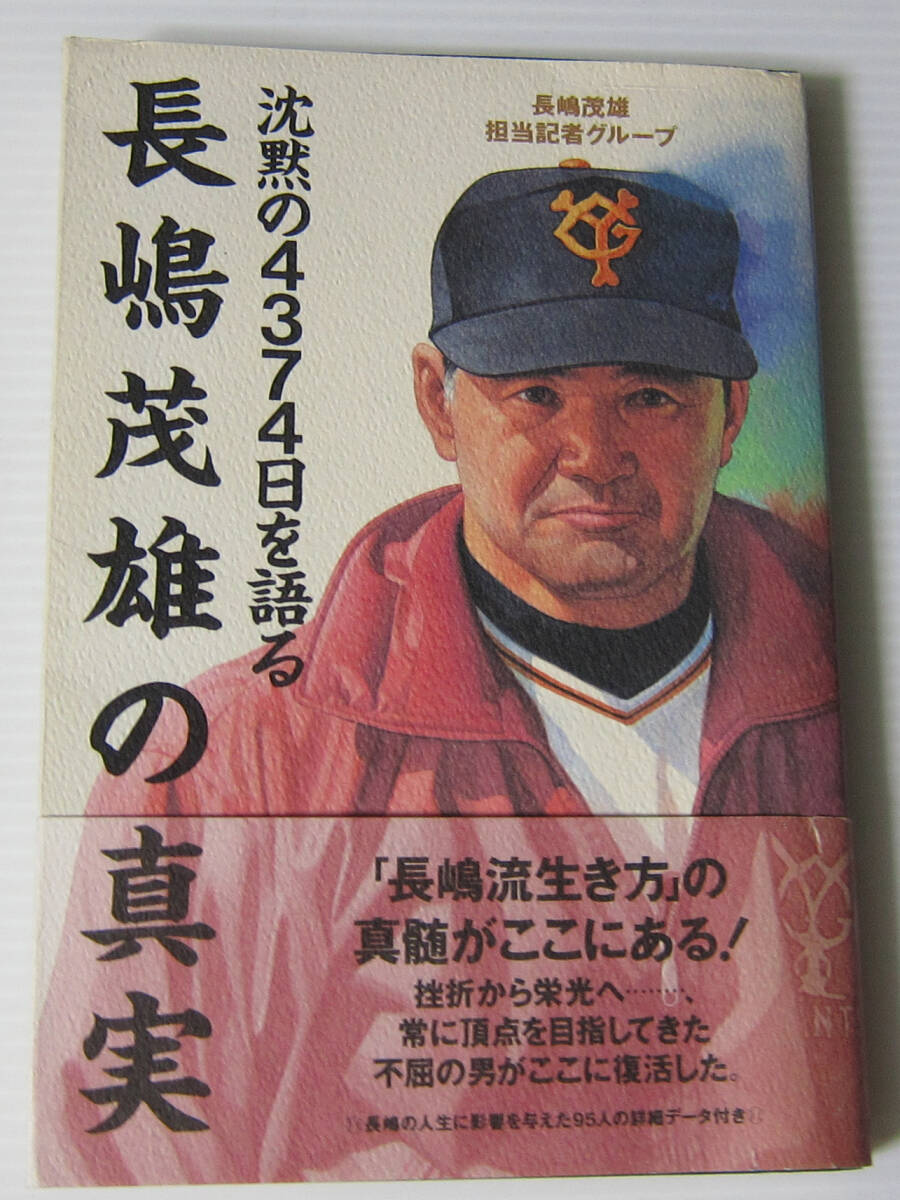 長嶋茂雄の真実
沈黙の4374日を語る
長嶋茂雄
担当記者グループ
「長嶋流生き方」の
真髄がここにある!
挫折から栄光へ………、
常に頂点を目指してきた
不屈の男がここに復活した。
長嶋の人生に影響を与えた95人の詳細データ付き
NT